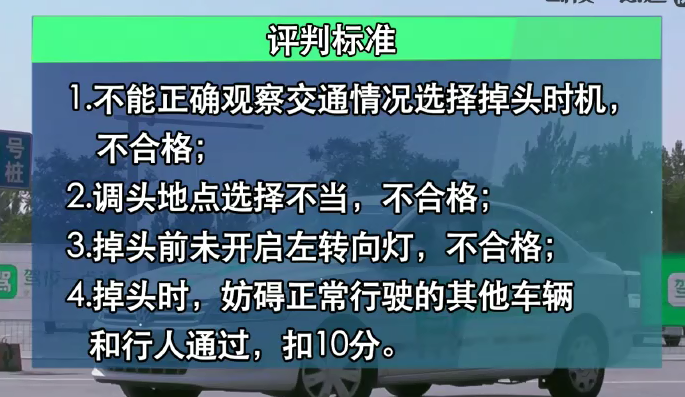 评判标准
1.不能正确观察交通情况选择掉头时机，
不合格；
2.调头地点选择不当，不合格；
3.掉头前未开启左转向灯，不合格；
4.掉头时，妨碍正常行驶的其他车辆
和行人通过，扣10分。
号
桩
驾